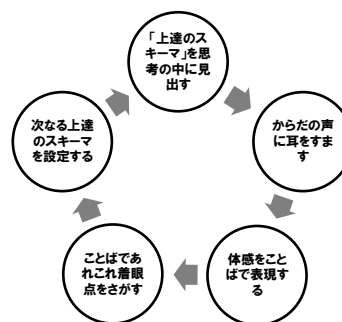 「上達のス
キーマ」を思
考の中に見
出す
からだの声
に耳をすま
す
体感をこと
ばで表現す
る
ことばであ
れこれ着眼
点をさがす
次なる上達
のスキーマ
を設定する